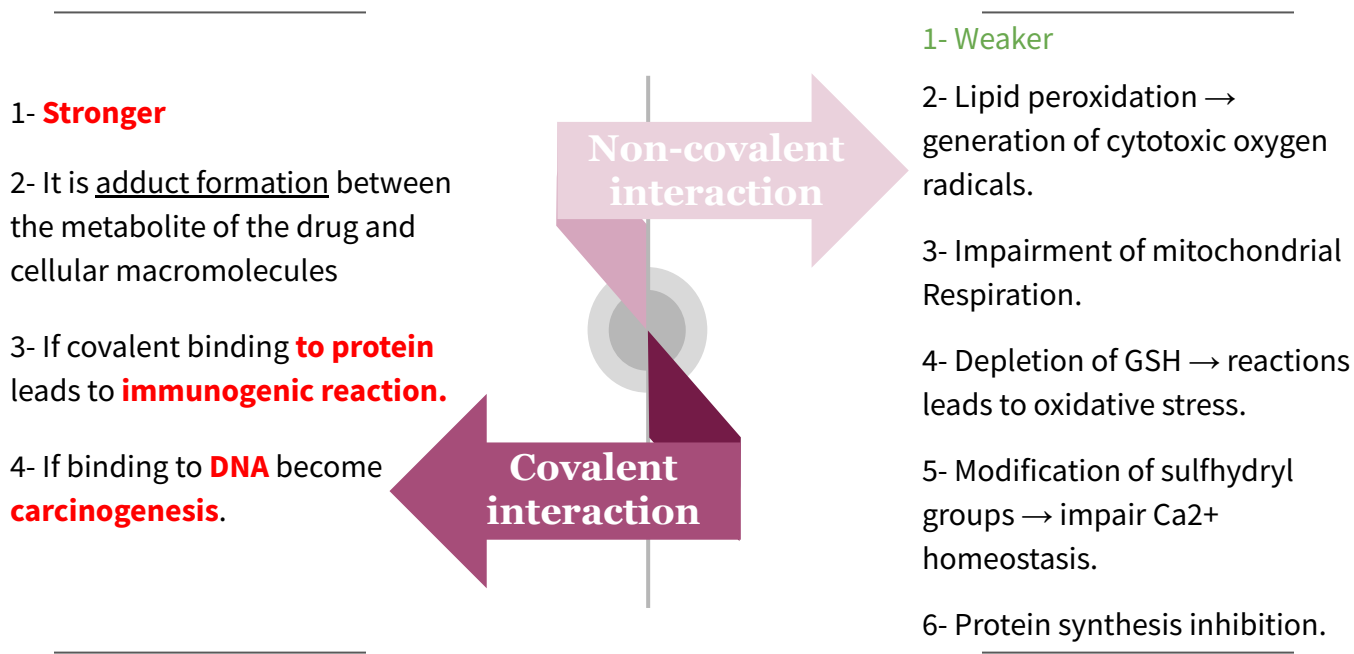 1- Stronger
2- It is adduct formation between
the metabolite of the drug and
cellular macromolecules
3- If covalent binding to protein
leads to immunogenic reaction.
4- If binding to DNA become
carcinogenesis.
Non-covalent
interaction
Covalent
interaction
1- Weaker
2- Lipid peroxidation →
generation of cytotoxic oxygen
radicals.
3- Impairment of mitochondrial
Respiration.
4- Depletion of GSH → reactions
leads to oxidative stress.
5- Modification of sulfhydryl
groups → impair Ca2+
homeostasis.
6- Protein synthesis inhibition.